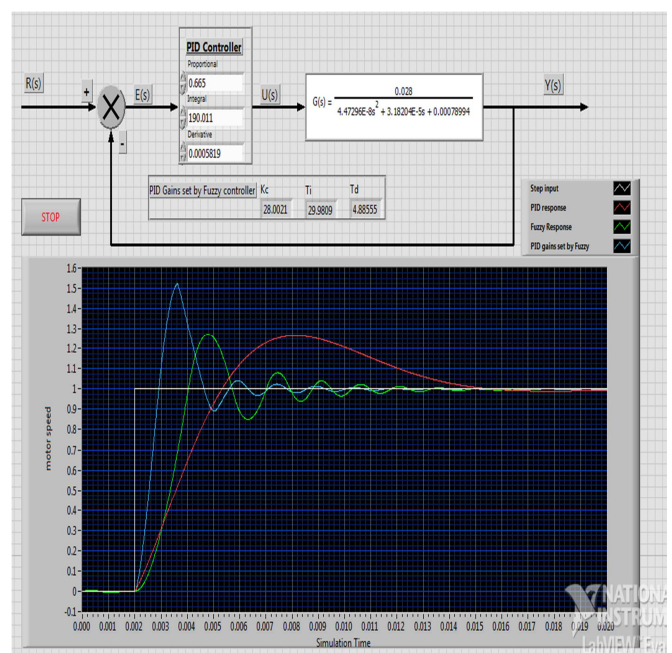 PID Controller
Proportional
0.665
Integral
190.011
Derivative
0.0005819
R(s)
+
E(s)
-
U(s)
G(s) = 0.028
4.47296E-8s² + 3.18204E-5s + 0.00078994
Y(s)
PID Gains set by Fuzzy controller
Kc
Ti
Td
28.0021
29.9809
4.88555
STOP
Step input
PID response
Fuzzy Response
PID gains set by Fuzzy
motor speed
1.6
1.5
1.4
1.3
1.2
1.1
1
0.9
0.8
0.7
0.6
0.5
0.4
0.3
0.2
0.1
0
-0.1
0.000 0.001 0.002 0.003 0.004 0.005 0.006 0.007 0.008 0.009 0.010 0.011 0.012 0.013 0.014 0.015 0.016 0.017 0.018 0.019 0.020
Simulation Time
NATIONA
INSTRUM
LabVIEW Eva